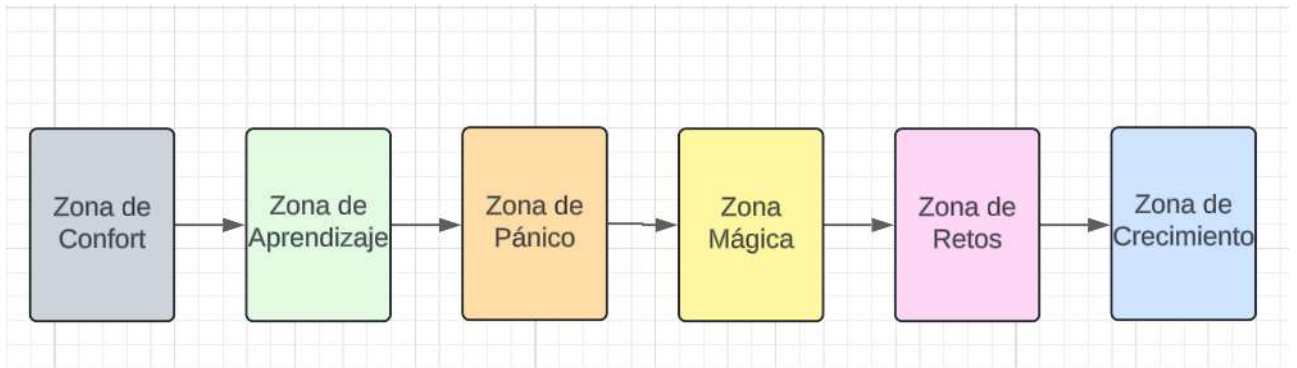 Zona de
Confort
Zona de
Aprendizaje
Zona de
Pánico
Zona
Mágica
Zona de
Retos
Zona de
Crecimiento